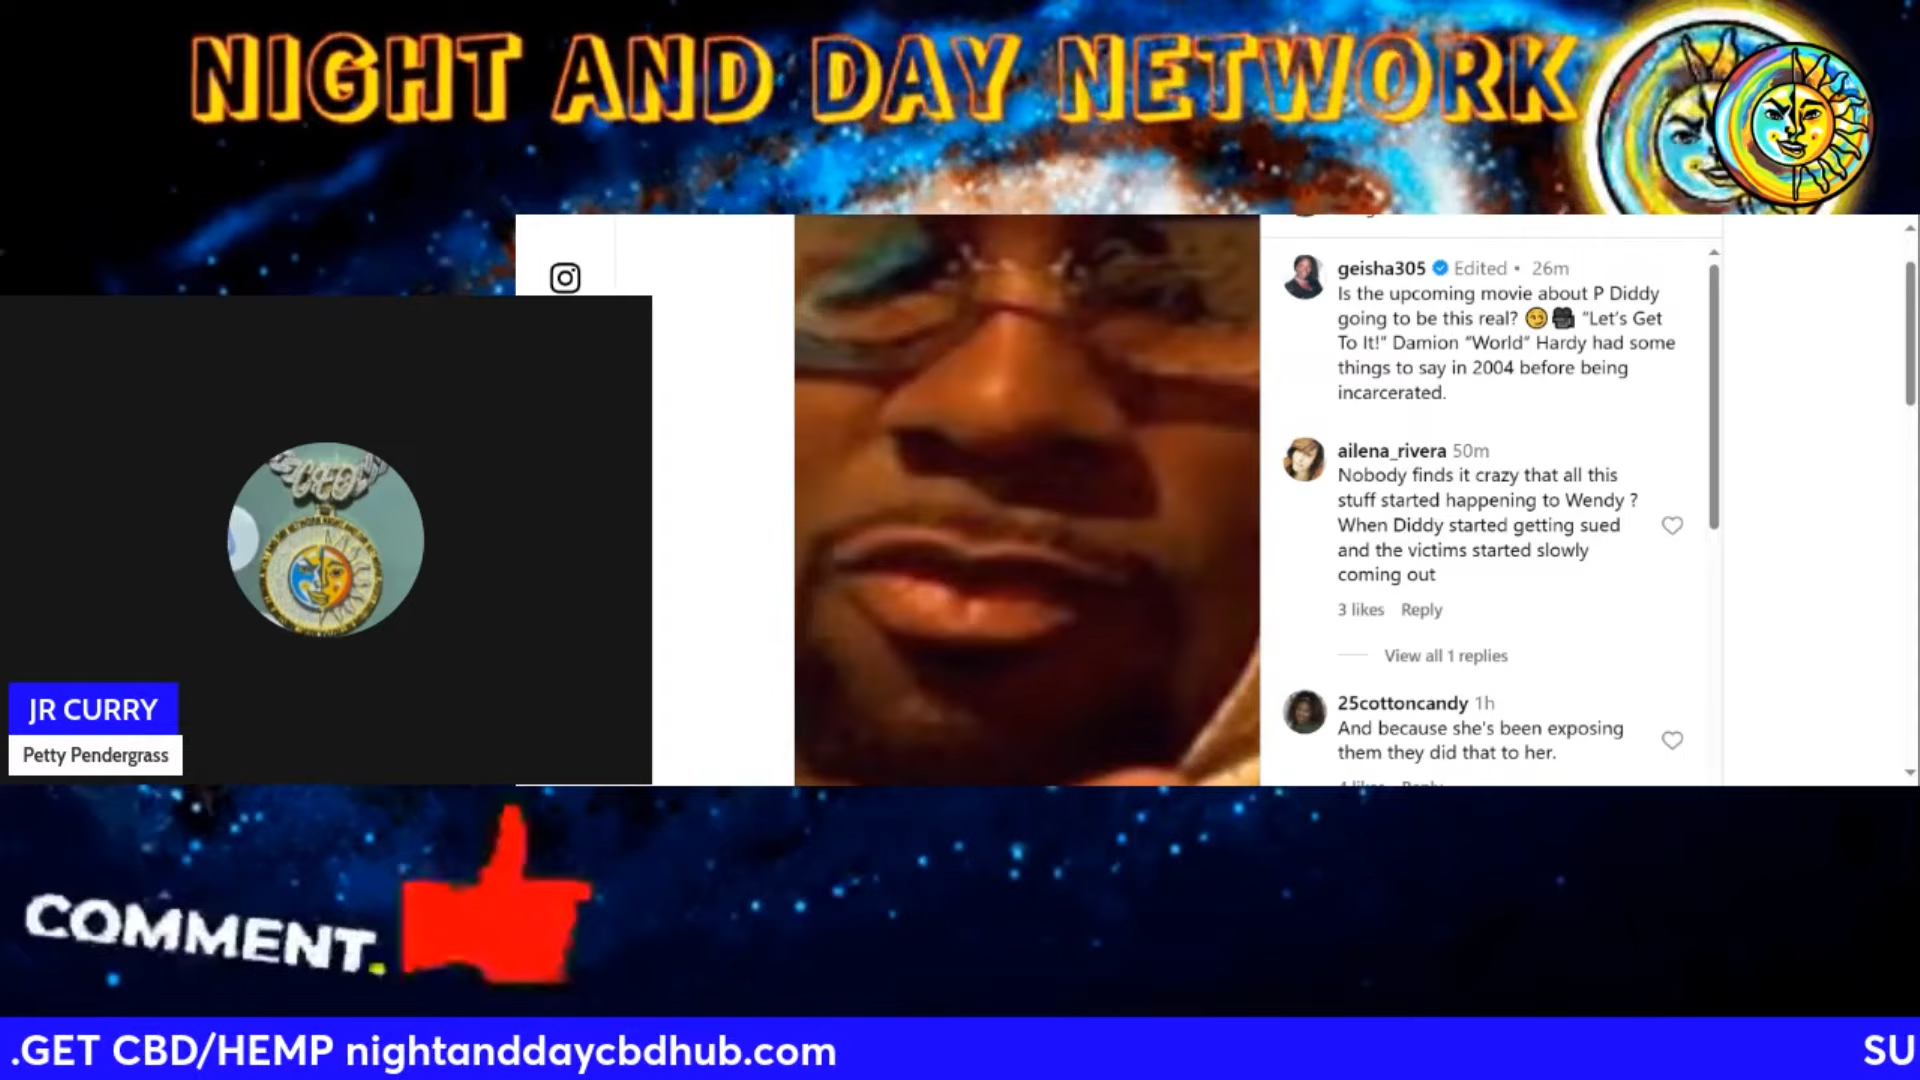 NIGHT AND DAY NETWORK
geisha305 Edited • 26m
Is the upcoming movie about P Diddy
going to be this real? 😏🎥 “Let’s Get
To It!” Damion “World” Hardy had some
things to say in 2004 before being
incarcerated.
ailena_rivera 50m
Nobody finds it crazy that all this
stuff started happening to Wendy ?
When Diddy started getting sued
and the victims started slowly
coming out
3 likes Reply
View all 1 replies
25cottoncandy 1h
And because she's been exposing
them they did that to her.
CEO
JR CURRY
Petty Pendergrass
COMMENT.
.GET CBD/HEMP nightanddaycbdhub.com
SU